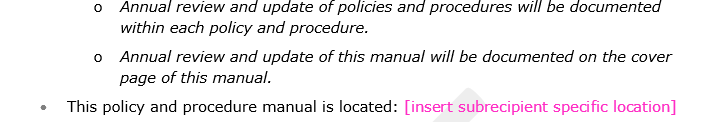 o Annual review and update of policies and procedures will be documented
within each policy and procedure.
o Annual review and update of this manual will be documented on the cover
page of this manual.
• This policy and procedure manual is located: [insert subrecipient specific location]